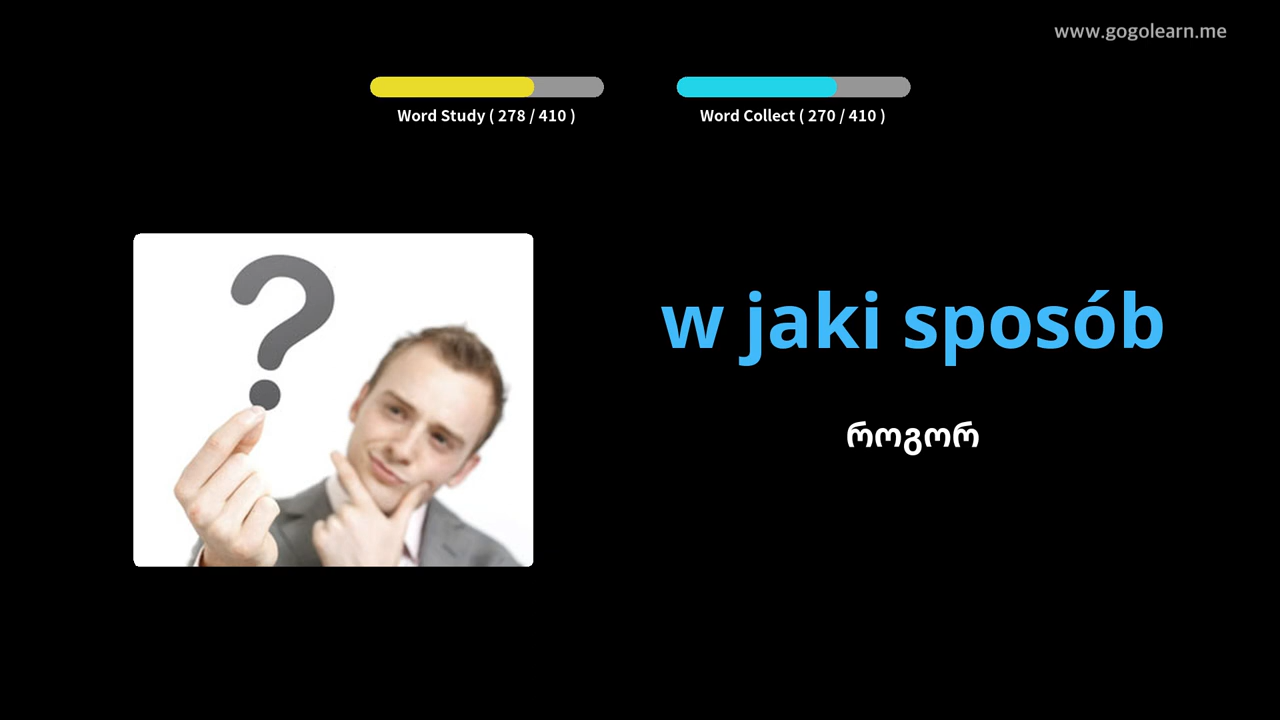 www.gogolearn.me
Word Study ( 278 / 410 )
Word Collect ( 270 / 410 )
w jaki sposób
როგორ